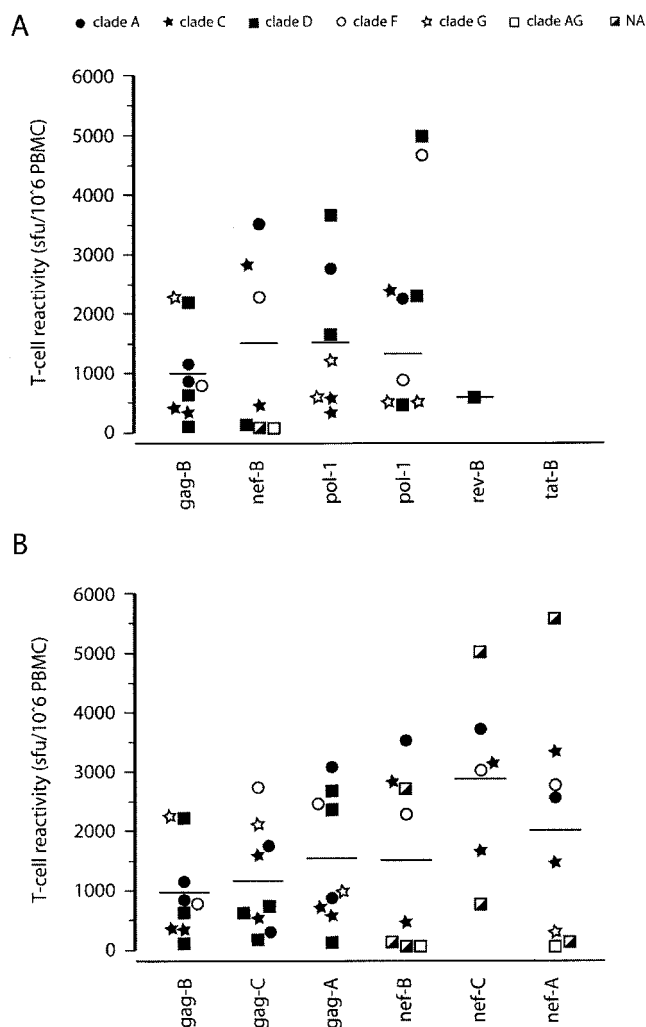 A
clade A clade C clade D clade F clade G clade AG NA
T-cell reactivity (sfu/10^6 PBMC)
6000
5000
4000
3000
2000
1000
0
gag-B nef-B pol-1 pol-1 rev-B tat-B
B
T-cell reactivity (sfu/10^6 PBMC)
6000
5000
4000
3000
2000
1000
0
gag-B gag-C gag-A nef-B nef-C nef-A